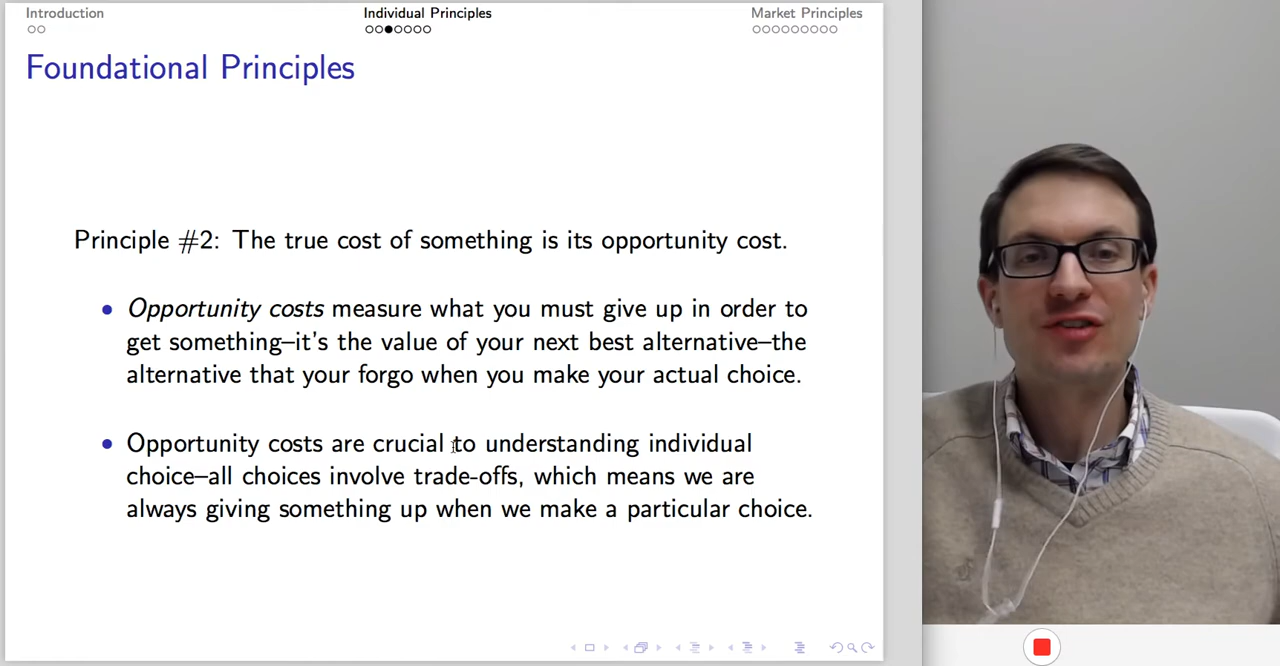 Introduction
Individual Principles
Market Principles
Foundational Principles
Principle #2: The true cost of something is its opportunity cost.
• Opportunity costs measure what you must give up in order to
get something–it's the value of your next best alternative–the
alternative that your forgo when you make your actual choice.
• Opportunity costs are crucial to understanding individual
choice–all choices involve trade-offs, which means we are
always giving something up when we make a particular choice.